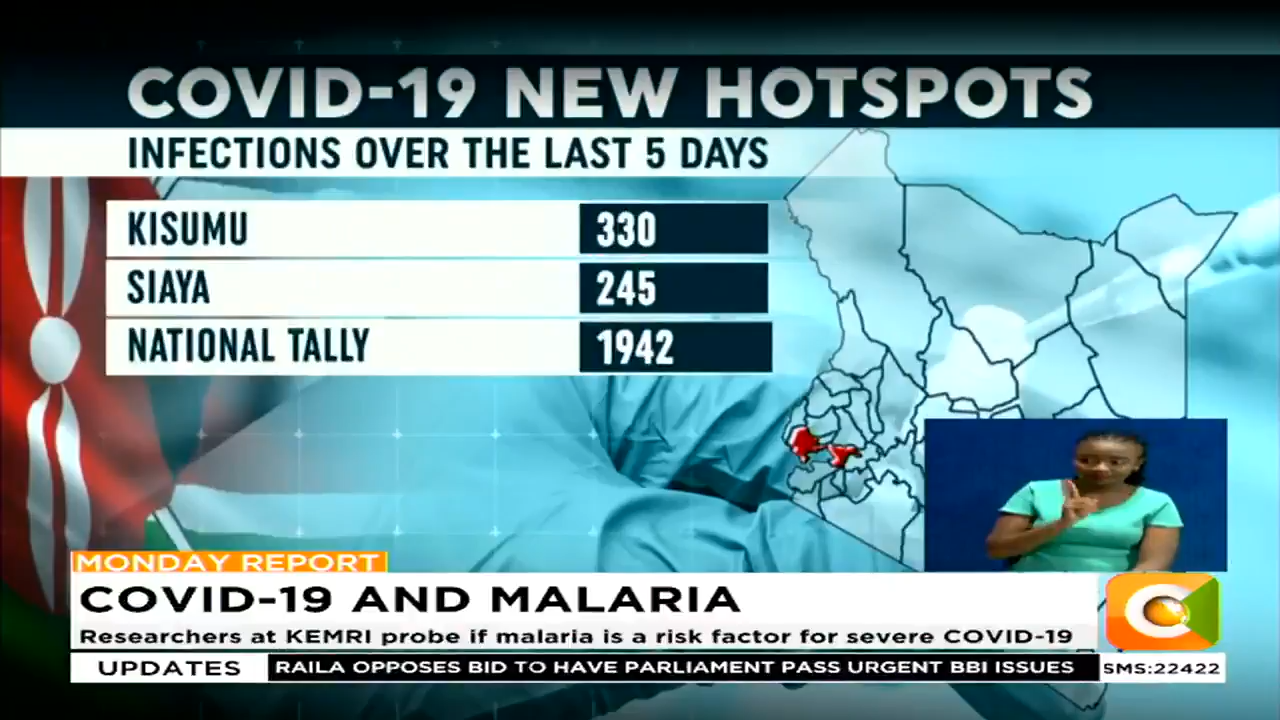 COVID-19 NEW HOTSPOTS
INFECTIONS OVER THE LAST 5 DAYS
KISUMU 330
SIAYA 245
NATIONAL TALLY 1942
MONDAY REPORT
COVID-19 AND MALARIA
Researchers at KEMRI probe if malaria is a risk factor for severe COVID-19
UPDATES RAILA OPPOSES BID TO HAVE PARLIAMENT PASS URGENT BBI ISSUES SMS:22422